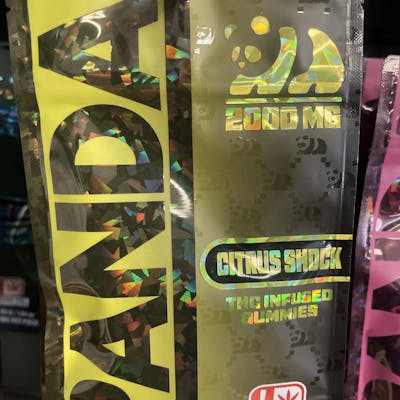 PANDA
2000 MG
CITRUS SHOCK
THC INFUSED
GUMMIES